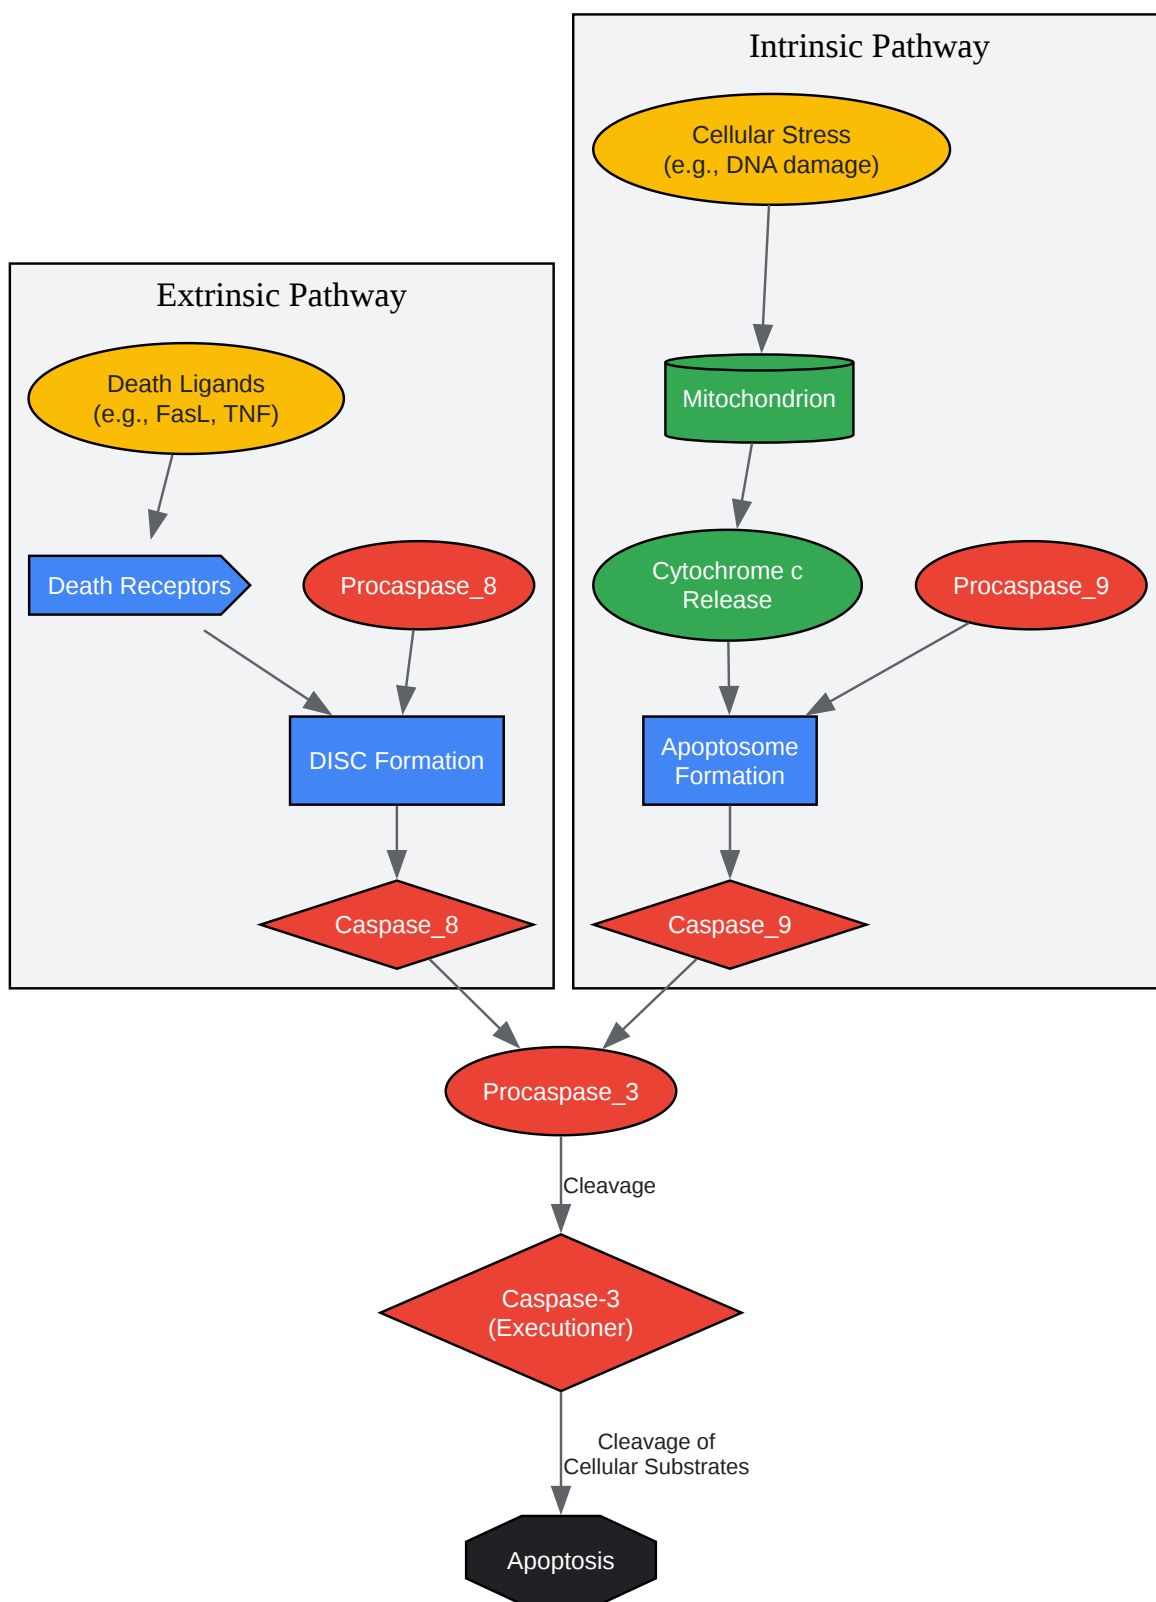 Intrinsic Pathway
Cellular Stress
(e.g., DNA damage)
Extrinsic Pathway
Death Ligands
(e.g., FasL, TNF)
Mitochondrion
Death Receptors
Procaspase_8
Cytochrome c
Release
Procaspase_9
DISC Formation
Apoptosome
Formation
Caspase_8
Caspase_9
Procaspase_3
Cleavage
Caspase-3
(Executioner)
Cleavage of
Cellular Substrates
Apoptosis